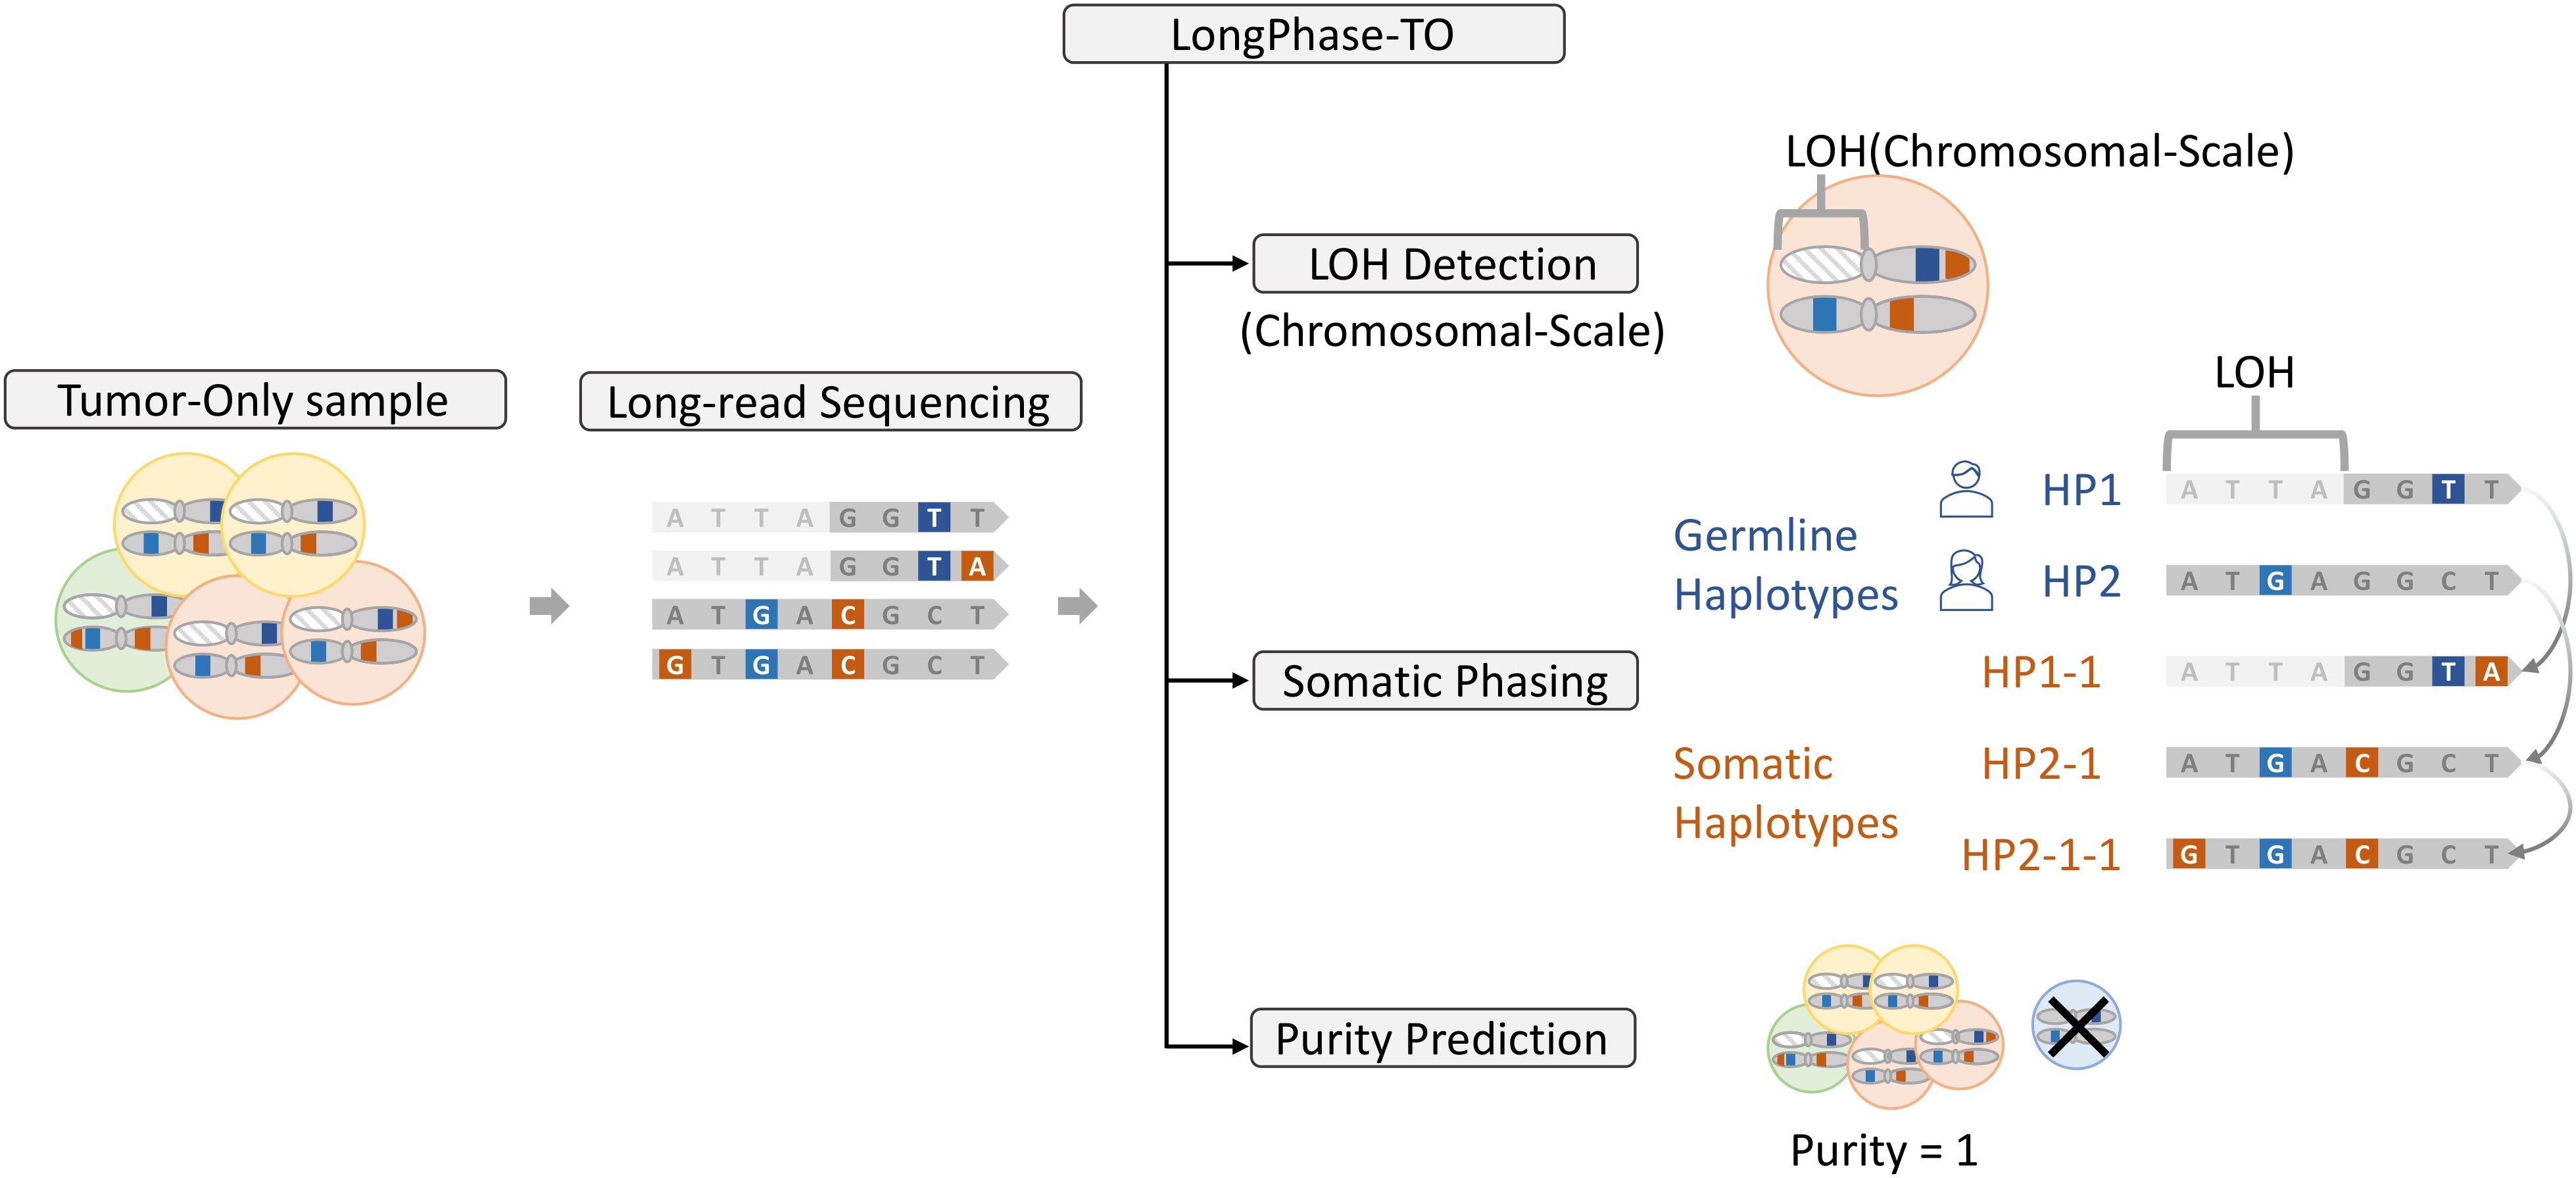 LongPhase-TO
LOH(Chromosomal-Scale)
LOH Detection
(Chromosomal-Scale)
Tumor-Only sample
Long-read Sequencing
A T T A G G T T
A T T A G G T A
A T G A C G C T
G T G A C G C T
LOH
Germline
Haplotypes
HP1
A T T A G G T T
HP2
A T G A G G C T
Somatic Phasing
HP1-1
A T T A G G T A
Somatic
Haplotypes
HP2-1
A T G A C G C T
HP2-1-1
G T G A C G C T
Purity Prediction
Purity = 1